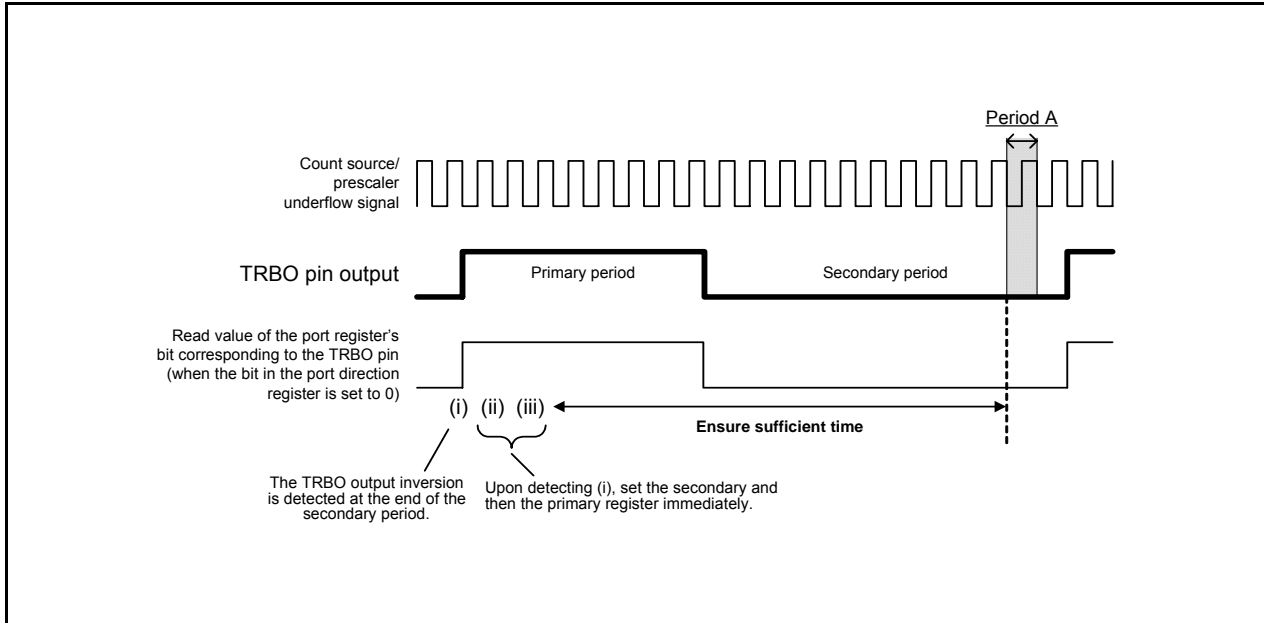 Period A
Count source/
prescaler
underflow signal
TRBO pin output
Primary period
Secondary period
Read value of the port register’s
bit corresponding to the TRBO pin
(when the bit in the port direction
register is set to 0)
(i) (ii) (iii)
Ensure sufficient time
The TRBO output inversion
is detected at the end of the
secondary period.
Upon detecting (i), set the secondary and
then the primary register immediately.